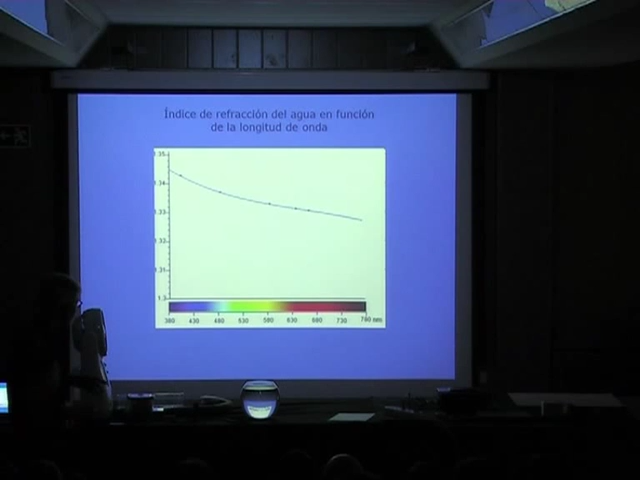 Índice de refracción del agua en función
de la longitud de onda
1.35
1.34
1.33
1.32
1.31
1.3
380 430 480 530 580 630 680 730 780 nm